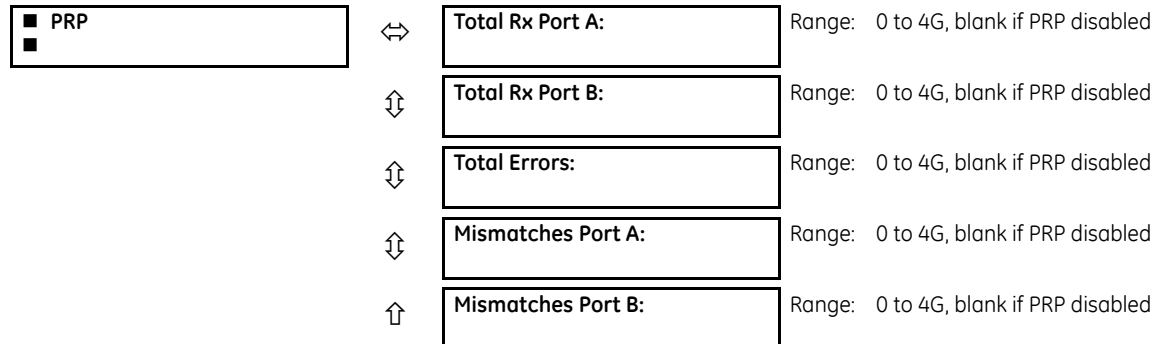 ■ PRP
■
Total Rx Port A:
Range: 0 to 4G, blank if PRP disabled
Total Rx Port B:
Range: 0 to 4G, blank if PRP disabled
Total Errors:
Range: 0 to 4G, blank if PRP disabled
Mismatches Port A:
Range: 0 to 4G, blank if PRP disabled
Mismatches Port B:
Range: 0 to 4G, blank if PRP disabled